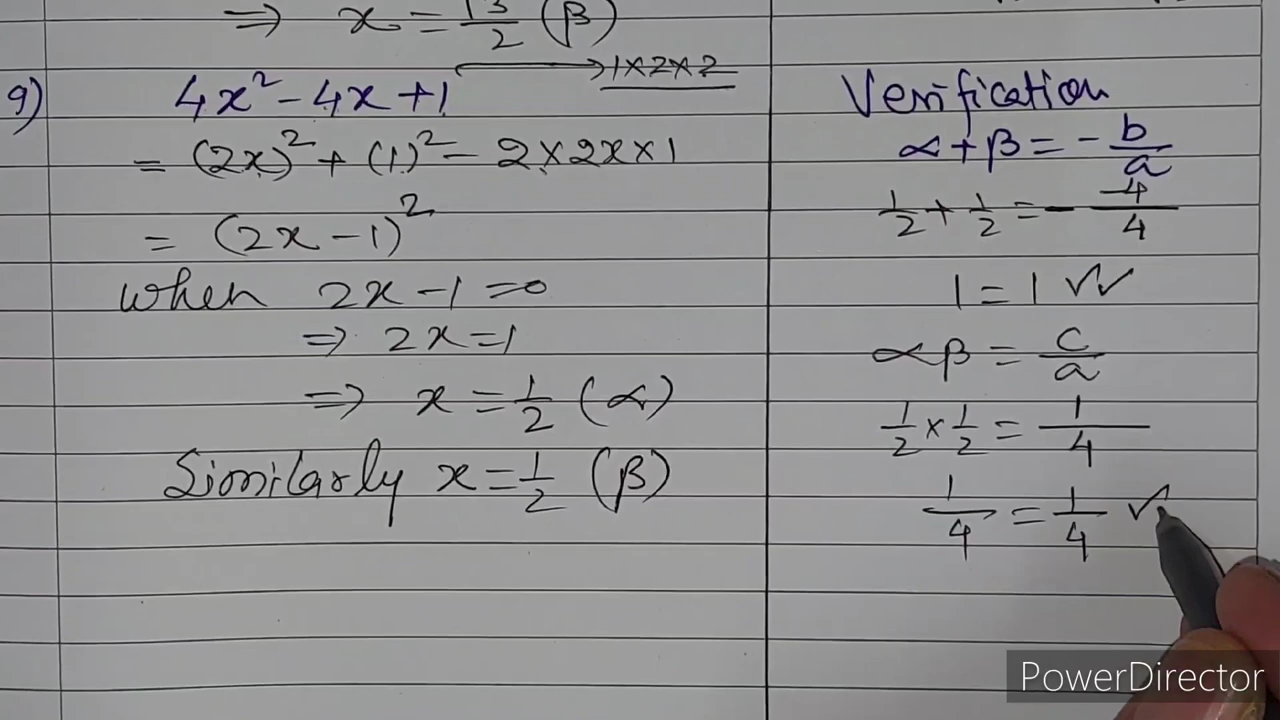 ⇒ x = 13/2 (β)
9) 4x² - 4x + 1 → 1×2×2
= (2x)² + (1)² - 2×2x×1
= (2x - 1)²
When 2x - 1 = 0
⇒ 2x = 1
⇒ x = 1/2 (α)
Similarly x = 1/2 (β)
Verification
α + β = - b/a
1/2 + 1/2 = - -4/4
1 = 1 ✓✓
αβ = c/a
1/2 × 1/2 = 1/4
1/4 = 1/4 ✓
PowerDirector